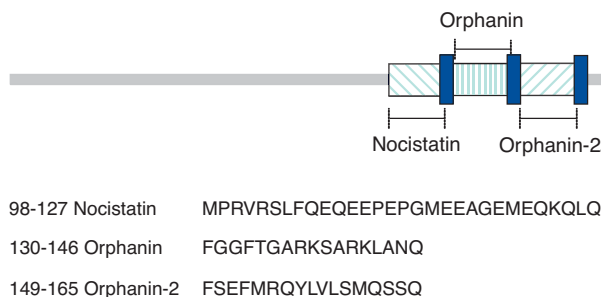 Orphanin
Nocistatin
Orphanin-2
98-127 Nocistatin MPRVRSLFQEQEEPEPGMEEAGEMEQKQLQ
130-146 Orphanin FGGFTGARKSARKLANQ
149-165 Orphanin-2 FSEFMRQYLVLSMQSSQ